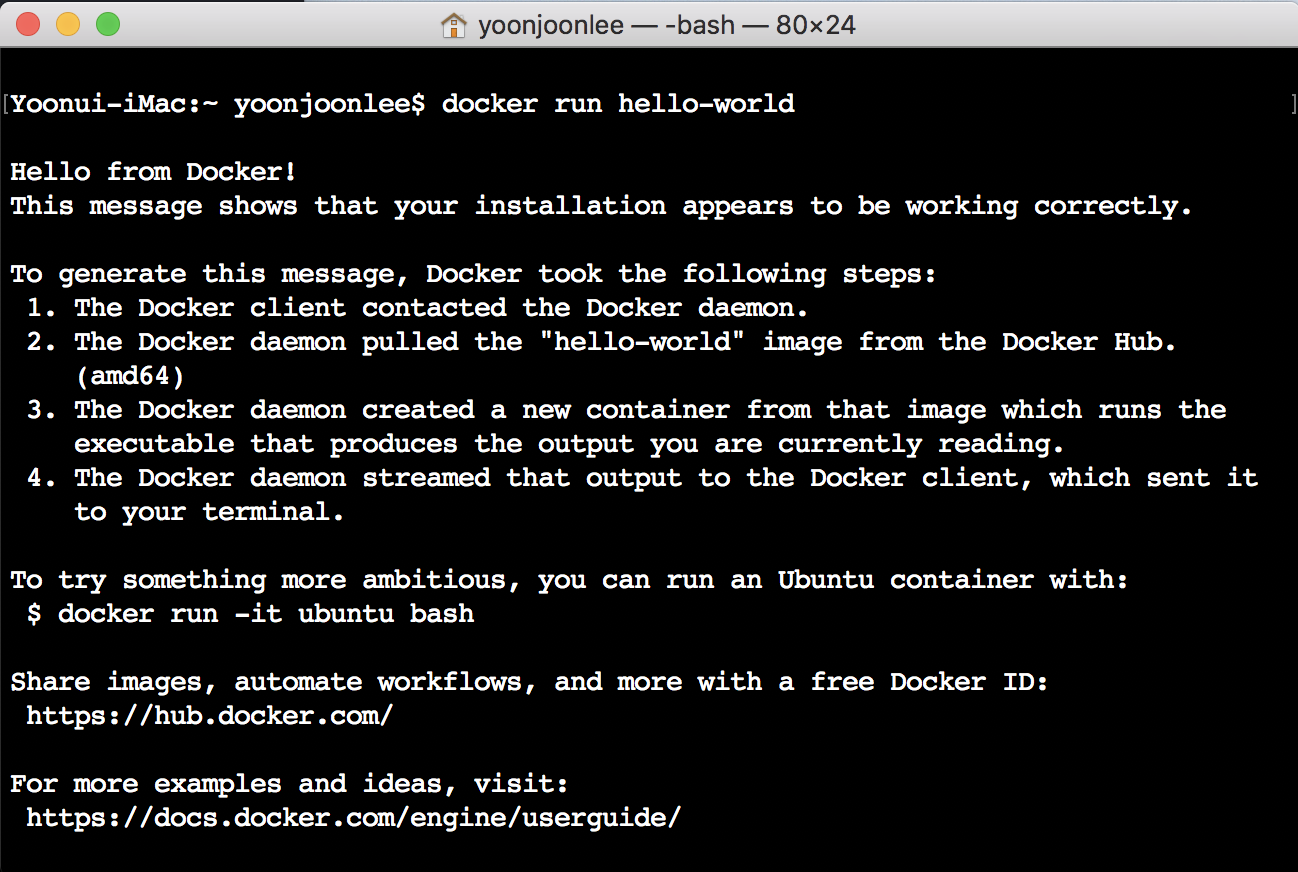 yoonjoonlee — -bash — 80×24
[Yoonui-iMac:~ yoonjoonlee$ docker run hello-world ]
Hello from Docker!
This message shows that your installation appears to be working correctly.
To generate this message, Docker took the following steps:
1. The Docker client contacted the Docker daemon.
2. The Docker daemon pulled the "hello-world" image from the Docker Hub.
(amd64)
3. The Docker daemon created a new container from that image which runs the
executable that produces the output you are currently reading.
4. The Docker daemon streamed that output to the Docker client, which sent it
to your terminal.
To try something more ambitious, you can run an Ubuntu container with:
$ docker run -it ubuntu bash
Share images, automate workflows, and more with a free Docker ID:
https://hub.docker.com/
For more examples and ideas, visit:
https://docs.docker.com/engine/userguide/